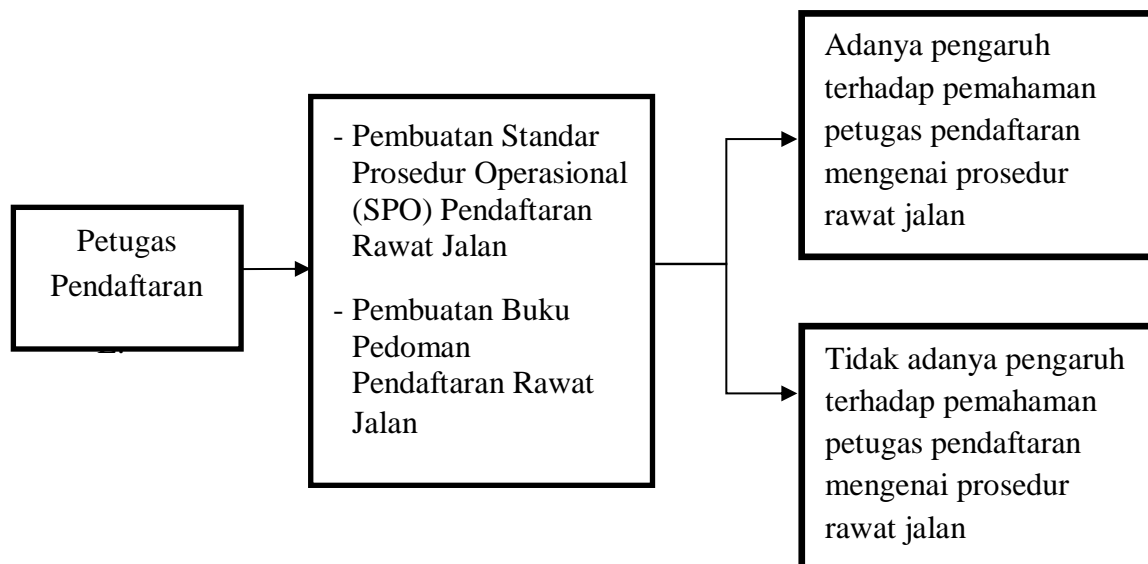 Petugas
Pendaftaran
- Pembuatan Standar
Prosedur Operasional
(SPO) Pendaftaran
Rawat Jalan
- Pembuatan Buku
Pedoman
Pendaftaran Rawat
Jalan
Adanya pengaruh
terhadap pemahaman
petugas pendaftaran
mengenai prosedur
rawat jalan
Tidak adanya pengaruh
terhadap pemahaman
petugas pendaftaran
mengenai prosedur
rawat jalan